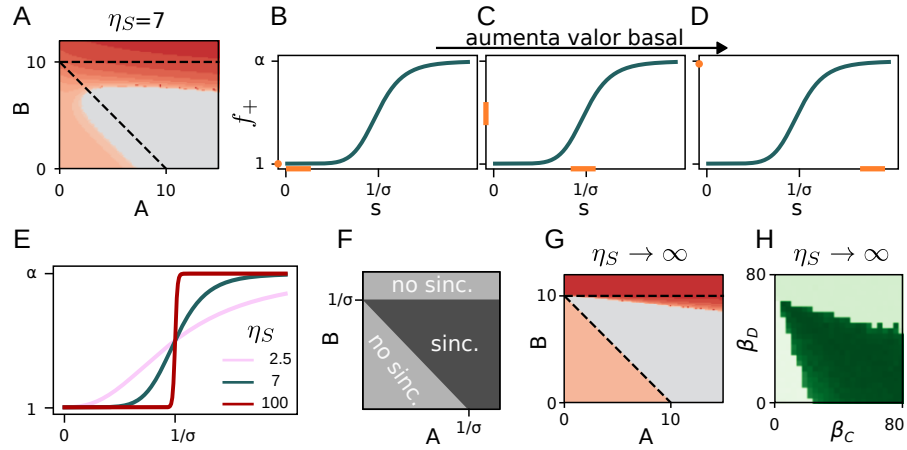 A
η_S=7
B
10
0
0
10
A
B
C
aumenta valor basal
D
α
f_+
1
0
1/σ
s
0
1/σ
s
0
1/σ
s
E
α
1
0
1/σ
η_S
2.5
7
100
F
no sinc.
1/σ
B
sinc.
no sinc.
A
1/σ
G
η_S → ∞
10
B
0
0
10
A
H
η_S → ∞
80
β_D
0
0
80
β_C